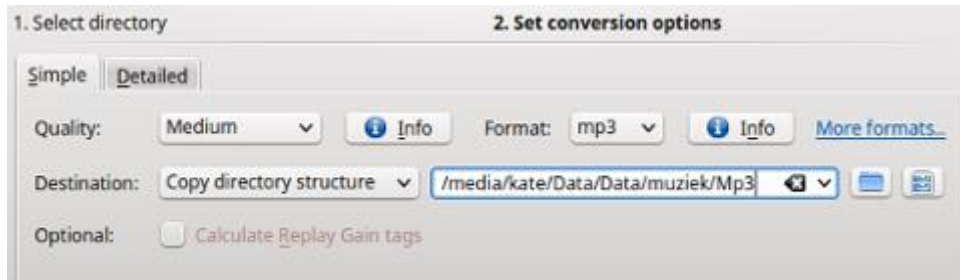 1. Select directory 2. Set conversion options
Simple Detailed
Quality: Medium Info Format: mp3 Info More formats...
Destination: Copy directory structure /media/kate/Data/Data/muziek/Mp3
Optional: Calculate Replay Gain tags